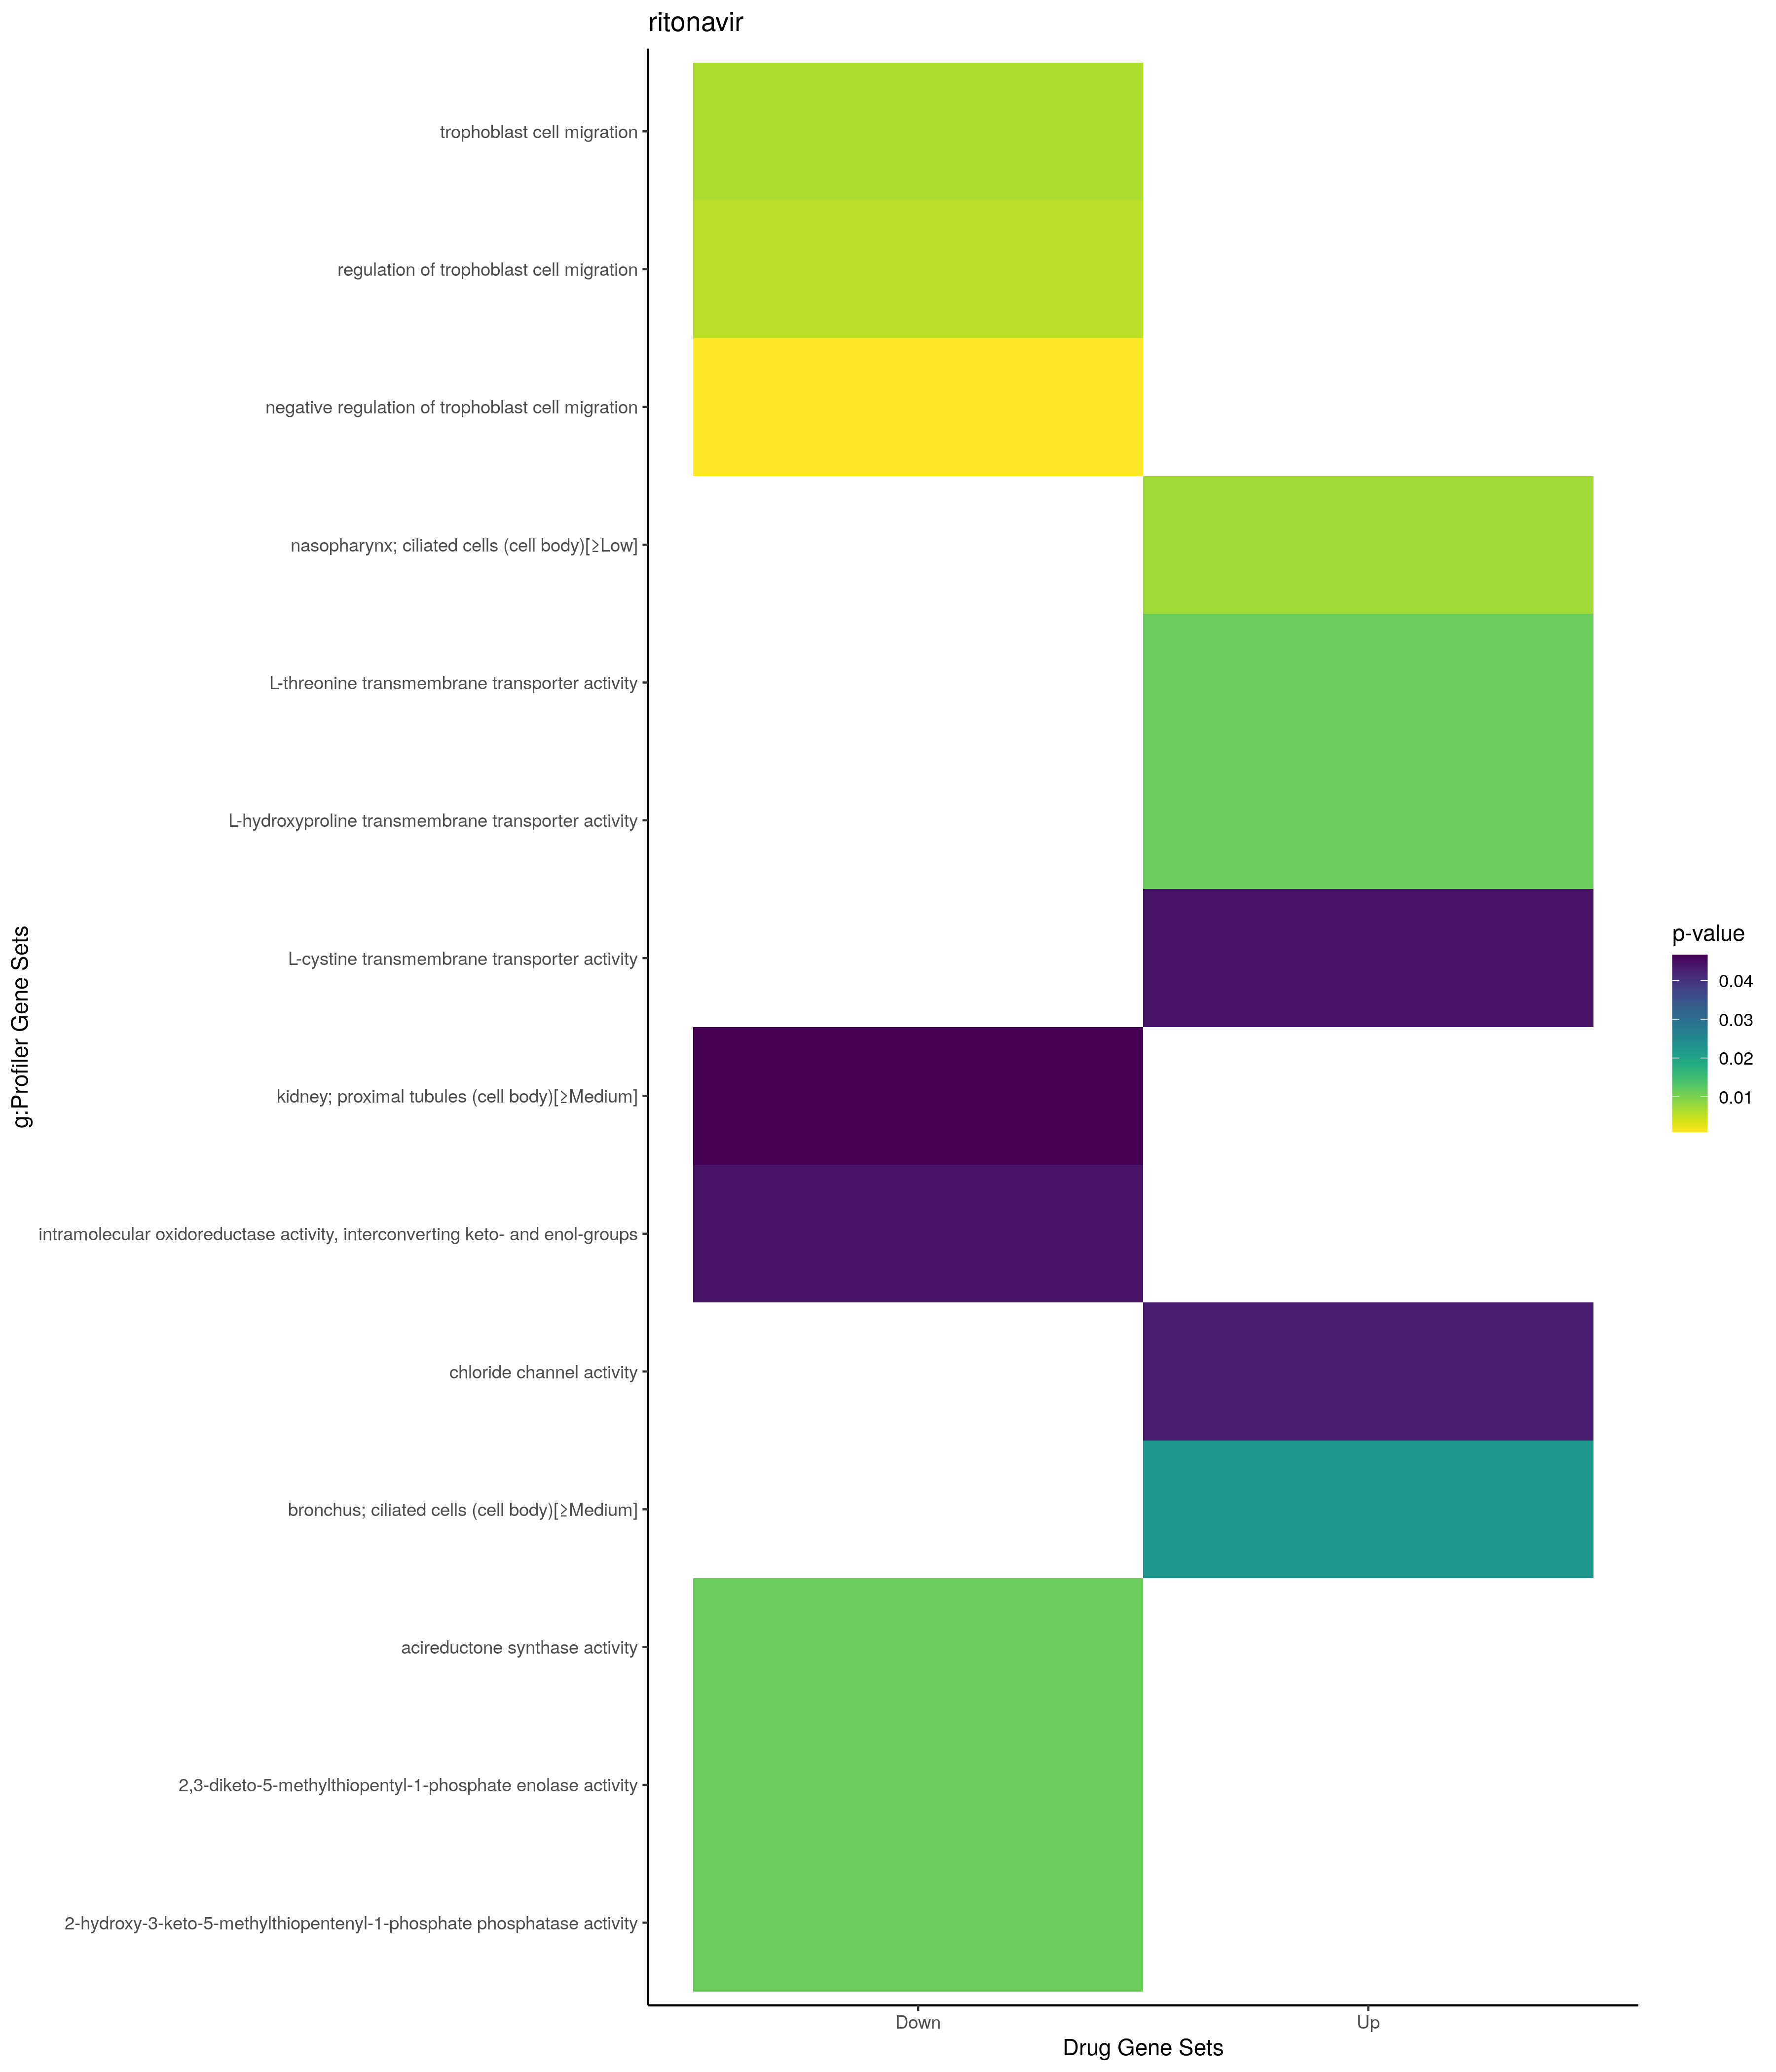 ritonavir
trophoblast cell migration
regulation of trophoblast cell migration
negative regulation of trophoblast cell migration
nasopharynx; ciliated cells (cell body)[≥Low]
L-threonine transmembrane transporter activity
L-hydroxyproline transmembrane transporter activity
L-cystine transmembrane transporter activity
kidney; proximal tubules (cell body)[≥Medium]
intramolecular oxidoreductase activity, interconverting keto- and enol-groups
chloride channel activity
bronchus; ciliated cells (cell body)[≥Medium]
acireductone synthase activity
2,3-diketo-5-methylthiopentyl-1-phosphate enolase activity
2-hydroxy-3-keto-5-methylthiopentenyl-1-phosphate phosphatase activity
g:Profiler Gene Sets
Down
Up
Drug Gene Sets
p-value
0.04
0.03
0.02
0.01